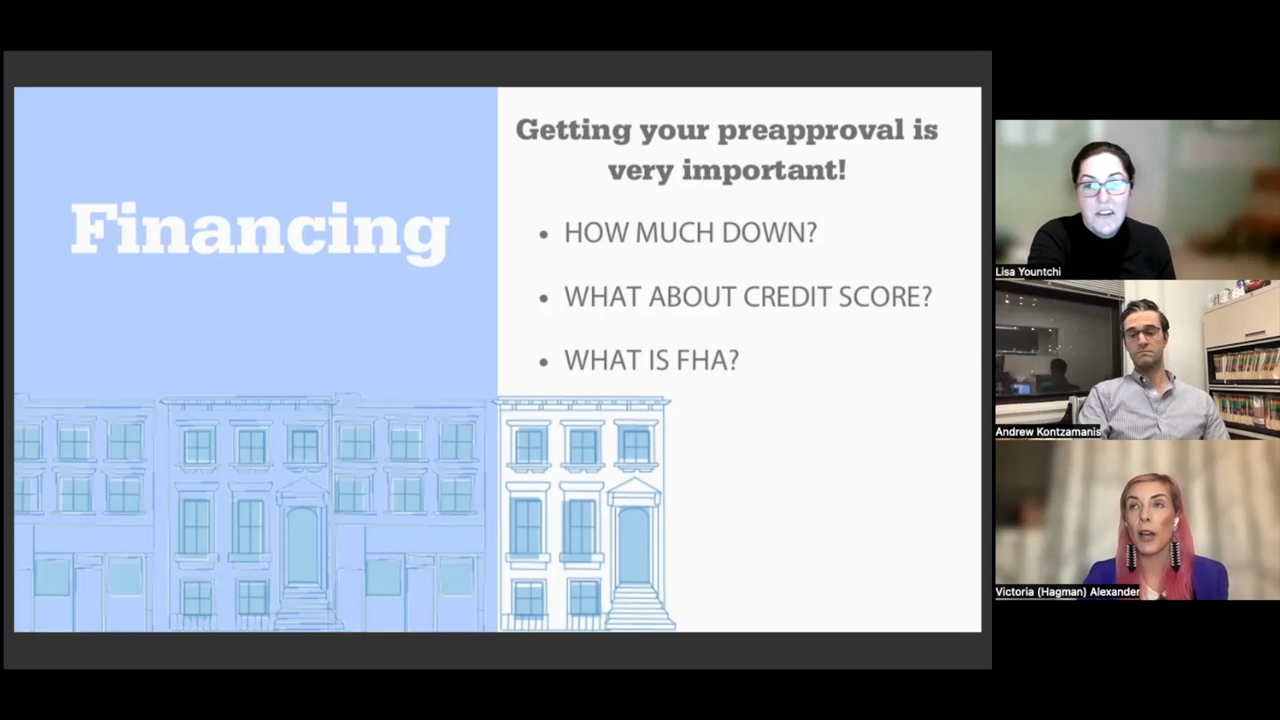 Financing
Getting your preapproval is
very important!
• HOW MUCH DOWN?
• WHAT ABOUT CREDIT SCORE?
• WHAT IS FHA?
Lisa Yountchi
Andrew Kontzamanis
Victoria (Hagman) Alexander